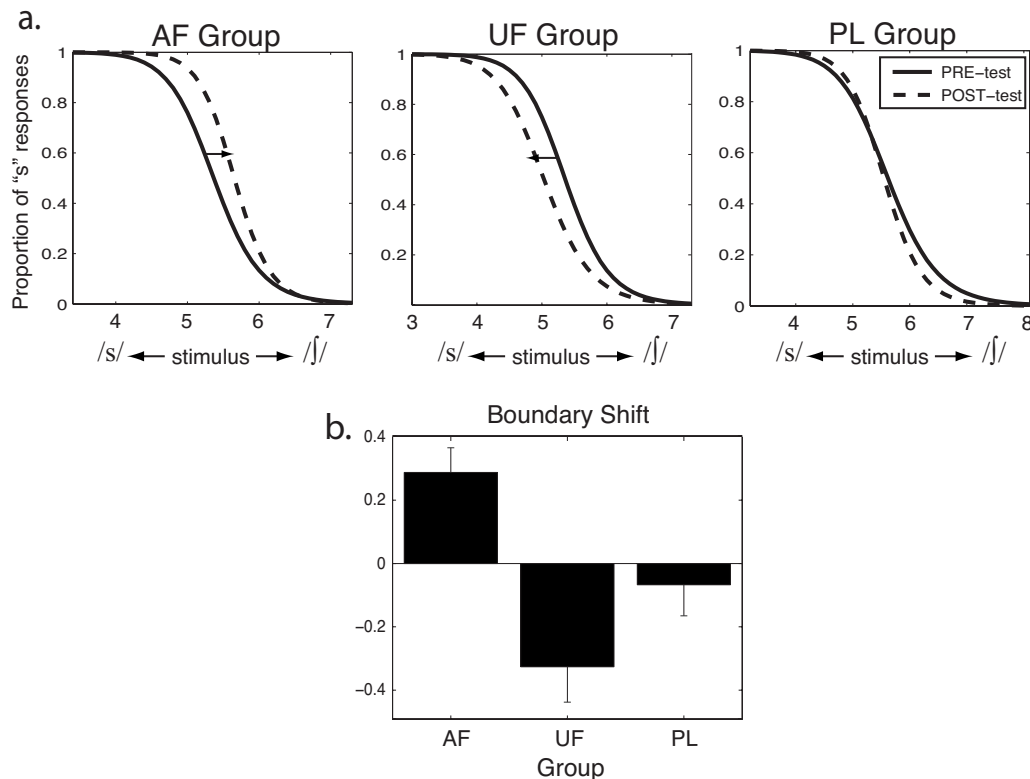 a.
AF Group
UF Group
PL Group
Proportion of “s” responses
1
0.8
0.6
0.4
0.2
0
4 5 6 7
/s/ stimulus /ʃ/
1
0.8
0.6
0.4
0.2
3 4 5 6 7
/s/ stimulus /ʃ/
1
0.8
0.6
0.4
0.2
0
4 5 6 7 8
/s/ stimulus /ʃ/
PRE−test
POST−test
b.
Boundary Shift
0.4
0.2
0
−0.2
−0.4
AF UF PL
Group